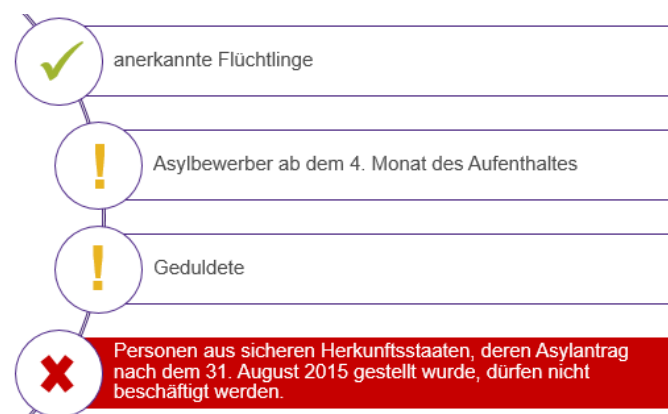 anerkannte Flüchtlinge
Asylbewerber ab dem 4. Monat des Aufenthaltes
Geduldete
Personen aus sicheren Herkunftsstaaten, deren Asylantrag
nach dem 31. August 2015 gestellt wurde, dürfen nicht
beschäftigt werden.